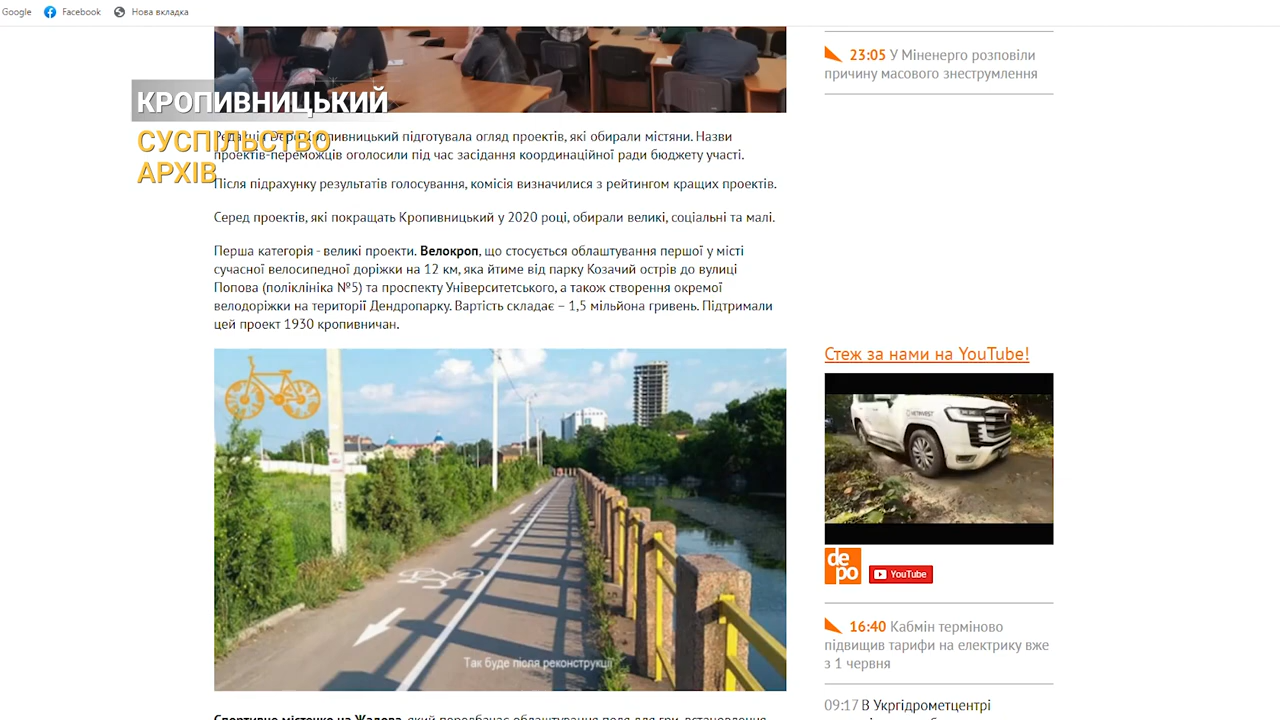 Google
Facebook
Нова вкладка
КРОПИВНИЦЬКИЙ
СУСПІЛЬСТВО
АРХІВ
Редакція Depo.Кропивницький підготувала огляд проектів, які обирали містяни. Назви
проектів-переможців оголосили під час засідання координаційної ради бюджету участі.
Після підрахунку результатів голосування, комісія визначилися з рейтингом кращих проектів.
Серед проектів, які покращать Кропивницький у 2020 році, обирали великі, соціальні та малі.
Перша категорія - великі проекти. Велокроп, що стосується облаштування першої у місті
сучасної велосипедної доріжки на 12 км, яка йтиме від парку Козачий острів до вулиці
Попова (поліклініка №5) та проспекту Університетського, а також створення окремої
велодоріжки на території Дендропарку. Вартість складає – 1,5 мільйона гривень. Підтримали
цей проект 1930 кропивничан.
Так буде після реконструкції
Спортивне містечко на Жадова, який передбачає облаштування поля для гри, встановлення
23:05 У Міненерго розповіли
причину масового знеструмлення
Стеж за нами на YouTube!
de
po
YouTube
16:40 Кабмін терміново
підвищив тарифи на електрику вже
з 1 червня
09:17 В Укргідрометцентрі